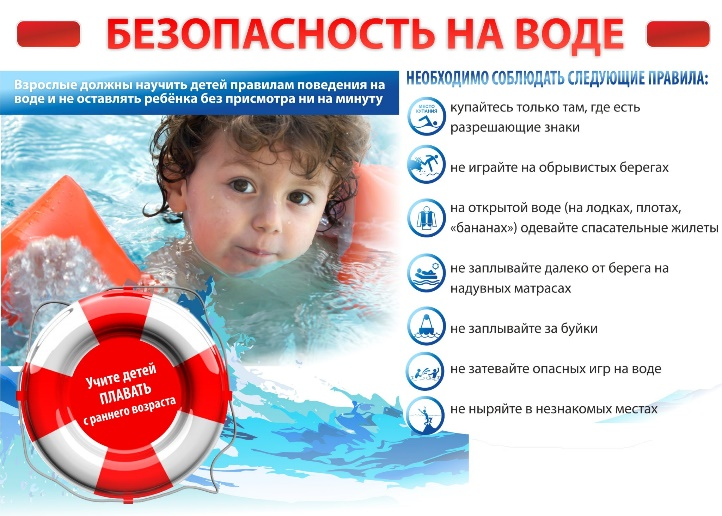 БЕЗОПАСНОСТЬ НА ВОДЕ
Взрослые должны научить детей правилам поведения на
воде и не оставлять ребёнка без присмотра ни на минуту
НЕОБХОДИМО СОБЛЮДАТЬ СЛЕДУЮЩИЕ ПРАВИЛА:
МЕСТО
КУПАНИЯ
купайтесь только там, где есть
разрешающие знаки
не играйте на обрывистых берегах
на открытой воде (на лодках, плотах,
«бананах») одевайте спасательные жилеты
не заплывайте далеко от берега на
надувных матрасах
не заплывайте за буйки
не затевайте опасных игр на воде
не ныряйте в незнакомых местах
Учите детей
ПЛАВАТЬ
с раннего возраста